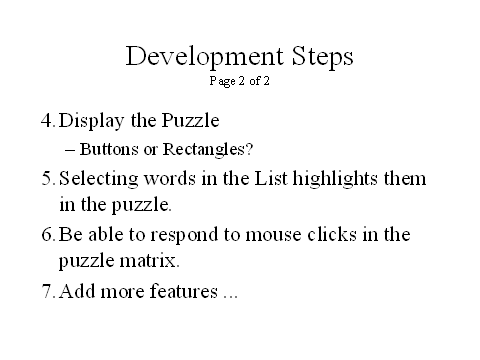 Development Steps
Page 2 of 2
4. Display the Puzzle
– Buttons or Rectangles?
5. Selecting words in the List highlights them
in the puzzle.
6. Be able to respond to mouse clicks in the
puzzle matrix.
7. Add more features ...